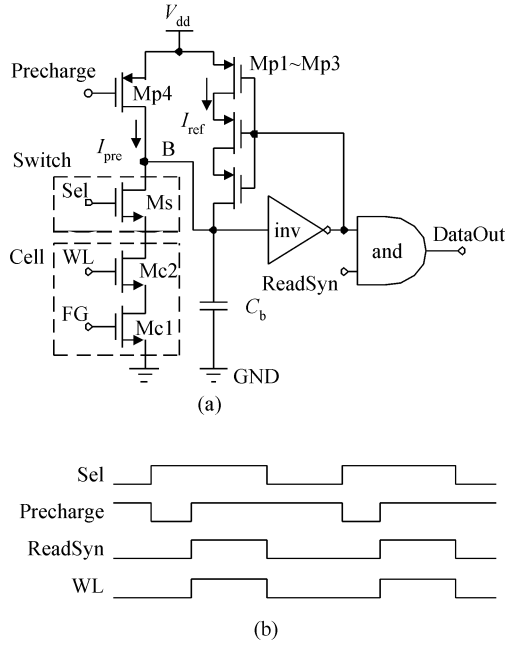 Vdd
Precharge
Mp4
Mp1~Mp3
Iref
Ipre
B
Switch
Sel
Ms
Cell
WL
Mc2
FG
Mc1
inv
and
DataOut
ReadSyn
Cb
GND
(a)
Sel
Precharge
ReadSyn
WL
(b)